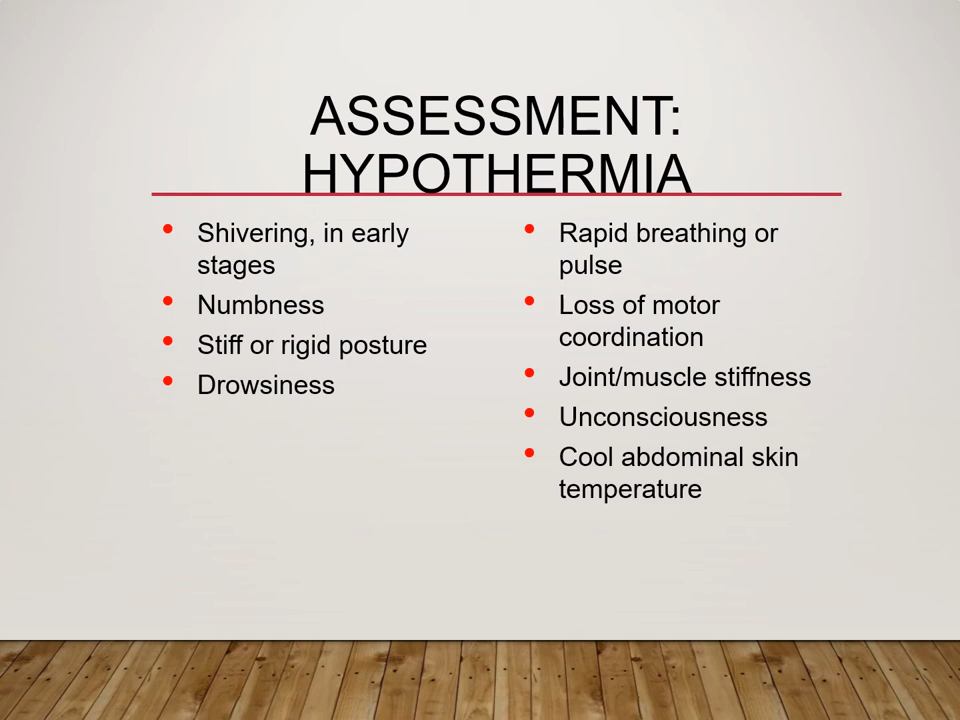 ASSESSMENT:
HYPOTHERMIA
• Shivering, in early
stages
• Numbness
• Stiff or rigid posture
• Drowsiness
• Rapid breathing or
pulse
• Loss of motor
coordination
• Joint/muscle stiffness
• Unconsciousness
• Cool abdominal skin
temperature